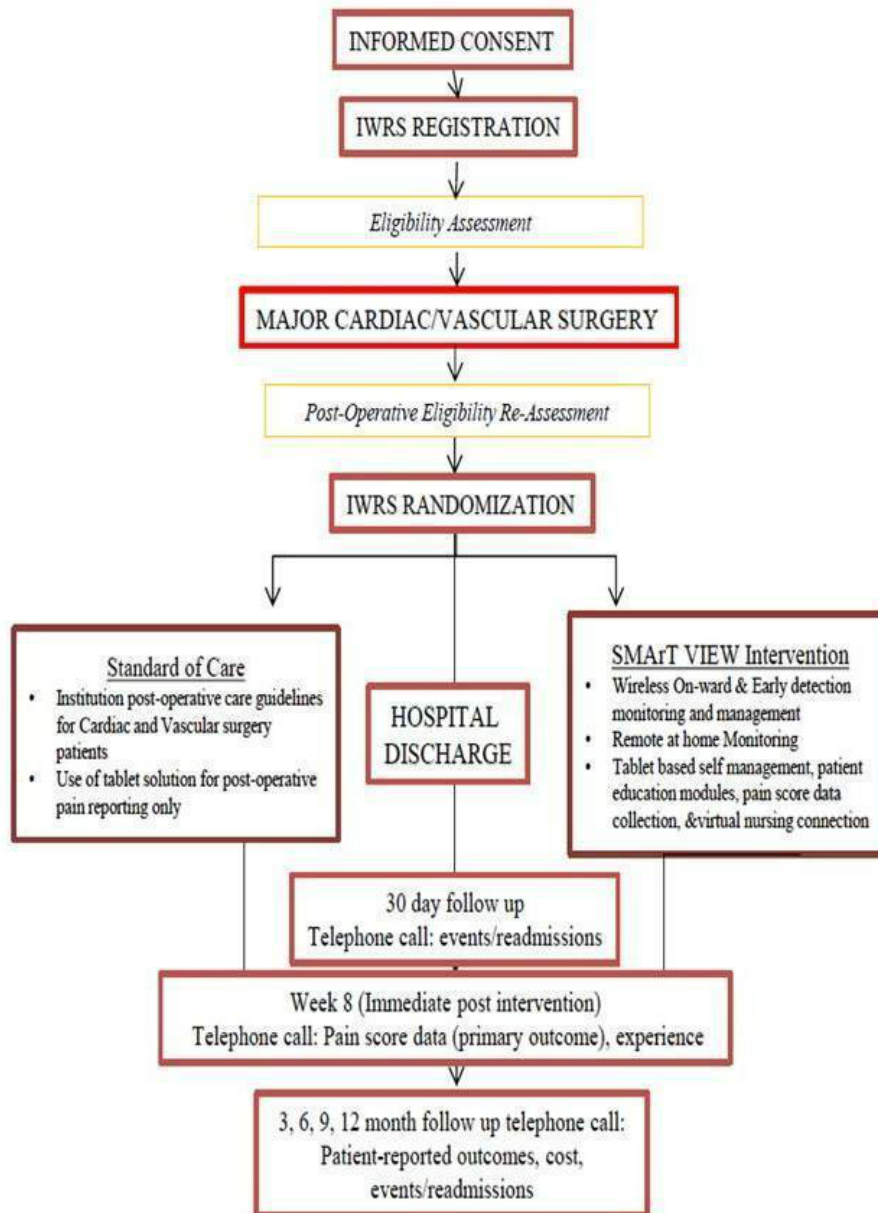 INFORMED CONSENT
IWRS REGISTRATION
Eligibility Assessment
MAJOR CARDIAC/VASCULAR SURGERY
Post-Operative Eligibility Re-Assessment
IWRS RANDOMIZATION
Standard of Care
• Institution post-operative care guidelines
for Cardiac and Vascular surgery
patients
• Use of tablet solution for post-operative
pain reporting only
HOSPITAL
DISCHARGE
SMArT VIEW Intervention
• Wireless On-ward & Early detection
monitoring and management
• Remote at home Monitoring
• Tablet based self management, patient
education modules, pain score data
collection, &virtual nursing connection
30 day follow up
Telephone call: events/readmissions
Week 8 (Immediate post intervention)
Telephone call: Pain score data (primary outcome), experience
3, 6, 9, 12 month follow up telephone call:
Patient-reported outcomes, cost,
events/readmissions